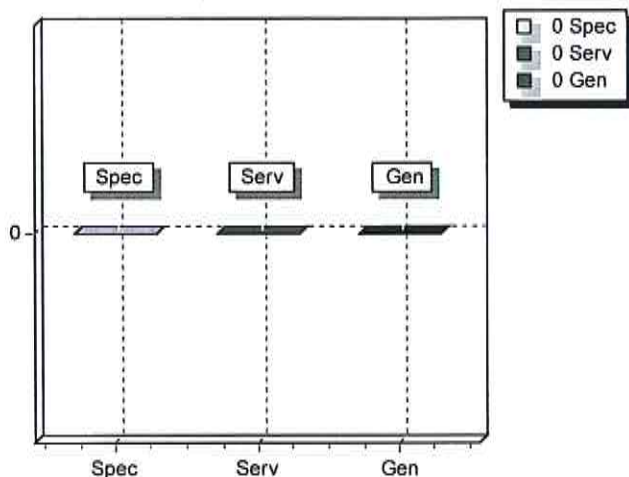 0 Spec
0 Serv
0 Gen
Spec Serv Gen
0
Spec Serv Gen